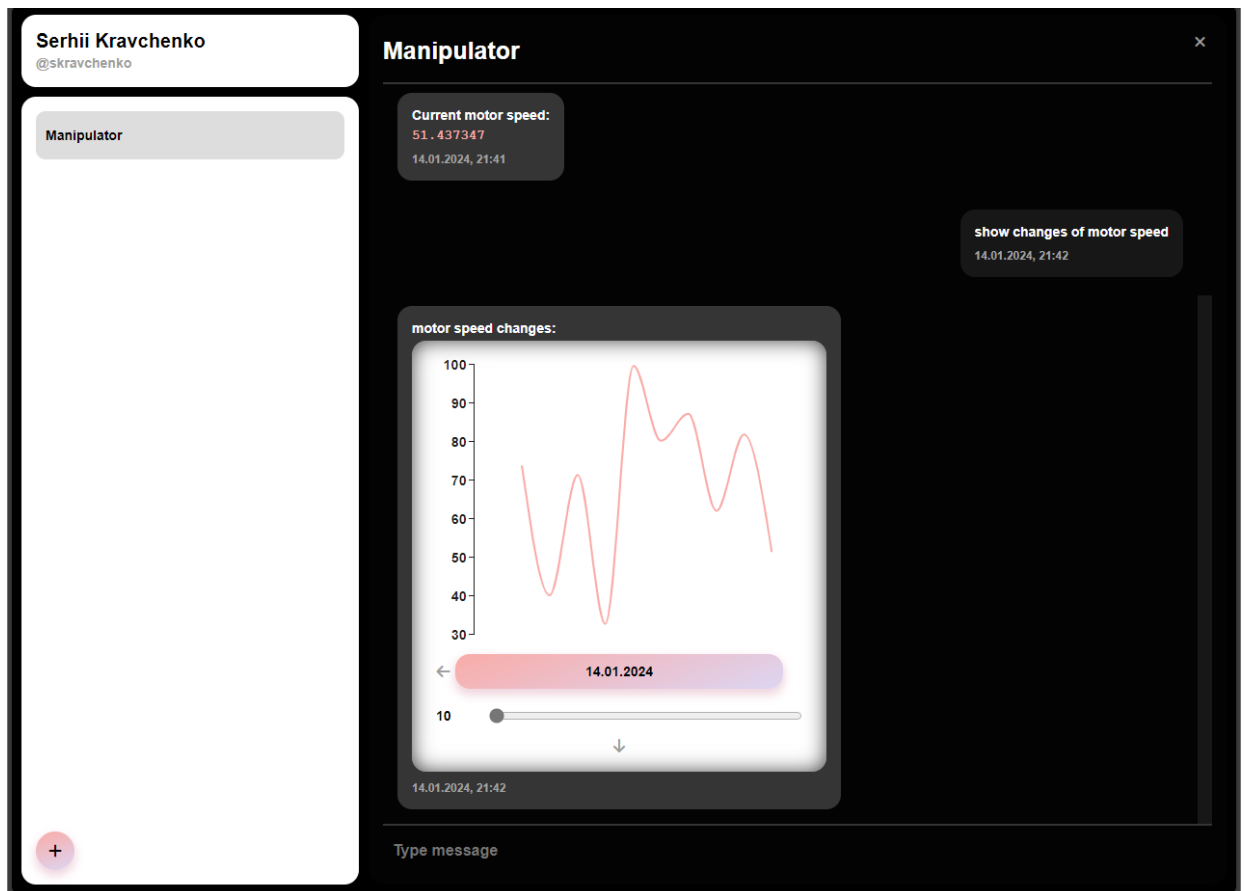 Serhii Kravchenko
@skravchenko
Manipulator
+
Manipulator
×
Current motor speed:
51.437347
14.01.2024, 21:41
show changes of motor speed
14.01.2024, 21:42
motor speed changes:
100
90
80
70
60
50
40
30
14.01.2024
10
14.01.2024, 21:42
Type message